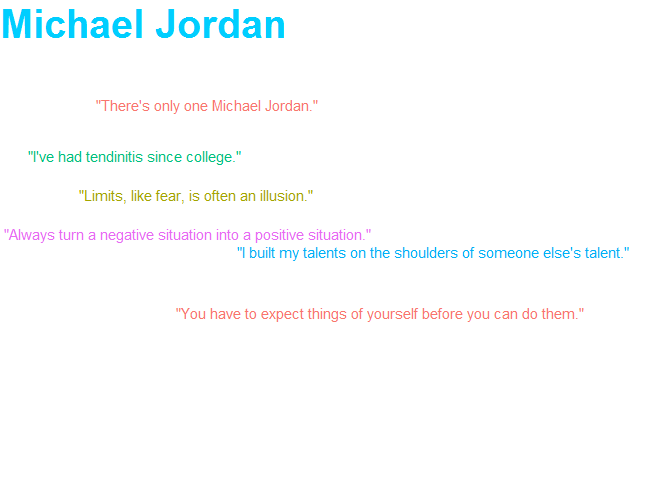 Michael Jordan
"There's only one Michael Jordan."
"I've had tendinitis since college."
"Limits, like fear, is often an illusion."
"Always turn a negative situation into a positive situation."
"I built my talents on the shoulders of someone else's talent."
"You have to expect things of yourself before you can do them."